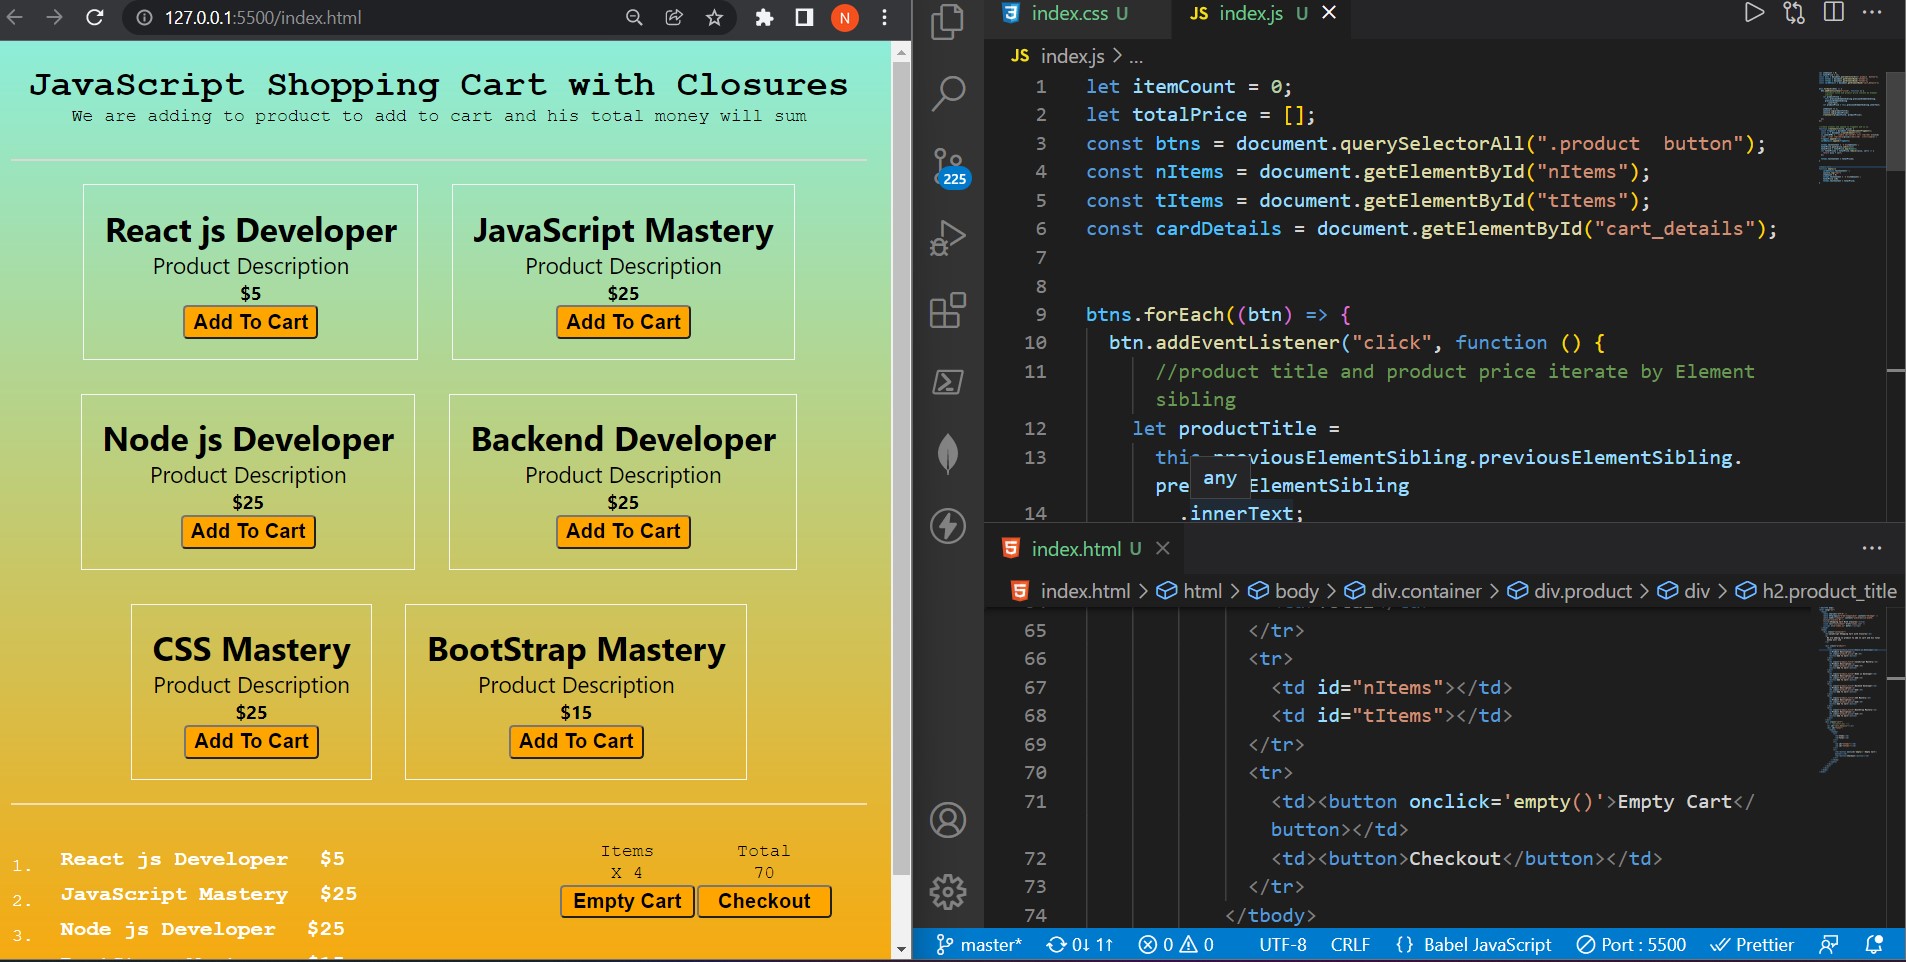 127.0.0.1:5500/index.html
N
JavaScript Shopping Cart with Closures
We are adding to product to add to cart and his total money will sum
React js Developer
Product Description
$5
Add To Cart
JavaScript Mastery
Product Description
$25
Add To Cart
Node js Developer
Product Description
$25
Add To Cart
Backend Developer
Product Description
$25
Add To Cart
CSS Mastery
Product Description
$25
Add To Cart
BootStrap Mastery
Product Description
$15
Add To Cart
1. React js Developer $5
2. JavaScript Mastery $25
3. Node js Developer $25
Items Total
X 4 70
Empty Cart Checkout
225
index.css U
JS index.js U
JS index.js > ...
1 let itemCount = 0;
2 let totalPrice = [];
3 const btns = document.querySelectorAll(".product  button");
4 const nItems = document.getElementById("nItems");
5 const tItems = document.getElementById("tItems");
6 const cardDetails = document.getElementById("cart_details");
7
8
9 btns.forEach((btn) => {
10 btn.addEventListener("click", function () {
11 //product title and product price iterate by Element
sibling
12 let productTitle =
13 this.previousElementSibling.previousElementSibling.
pre ElementSibling
any
14 .innerText;
index.html U
index.html > html > body > div.container > div.product > div > h2.product_title
65 </tr>
66 <tr>
67 <td id="nItems"></td>
68 <td id="tItems"></td>
69 </tr>
70 <tr>
71 <td><button onclick='empty()'>Empty Cart</
button></td>
72 <td><button>Checkout</button></td>
73 </tr>
74 </tbody>
master* 0↓ 1↑ 0 0 UTF-8 CRLF {} Babel JavaScript Port : 5500 Prettier